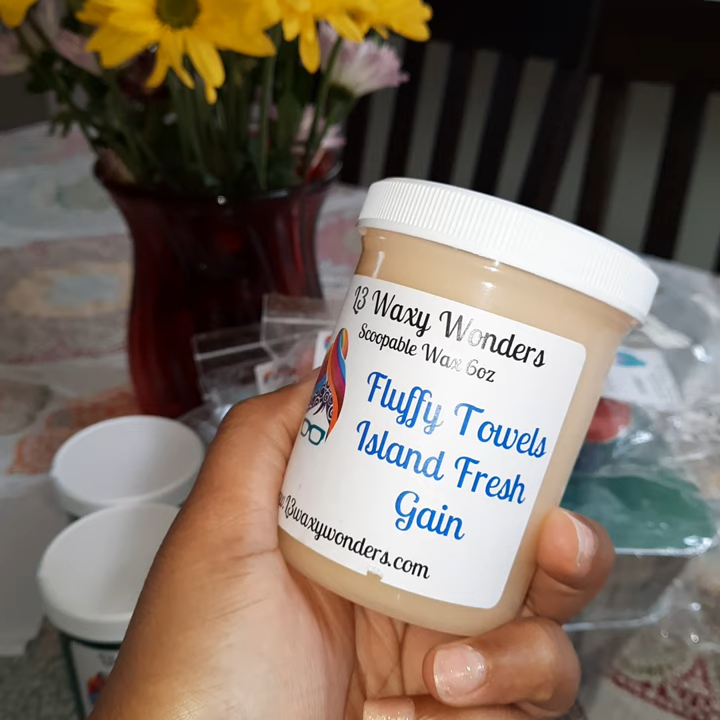 L3 Waxy Wonders
Scoopable Wax 6oz
Fluffy Towels
Island Fresh
Gain
L3waxywonders.com